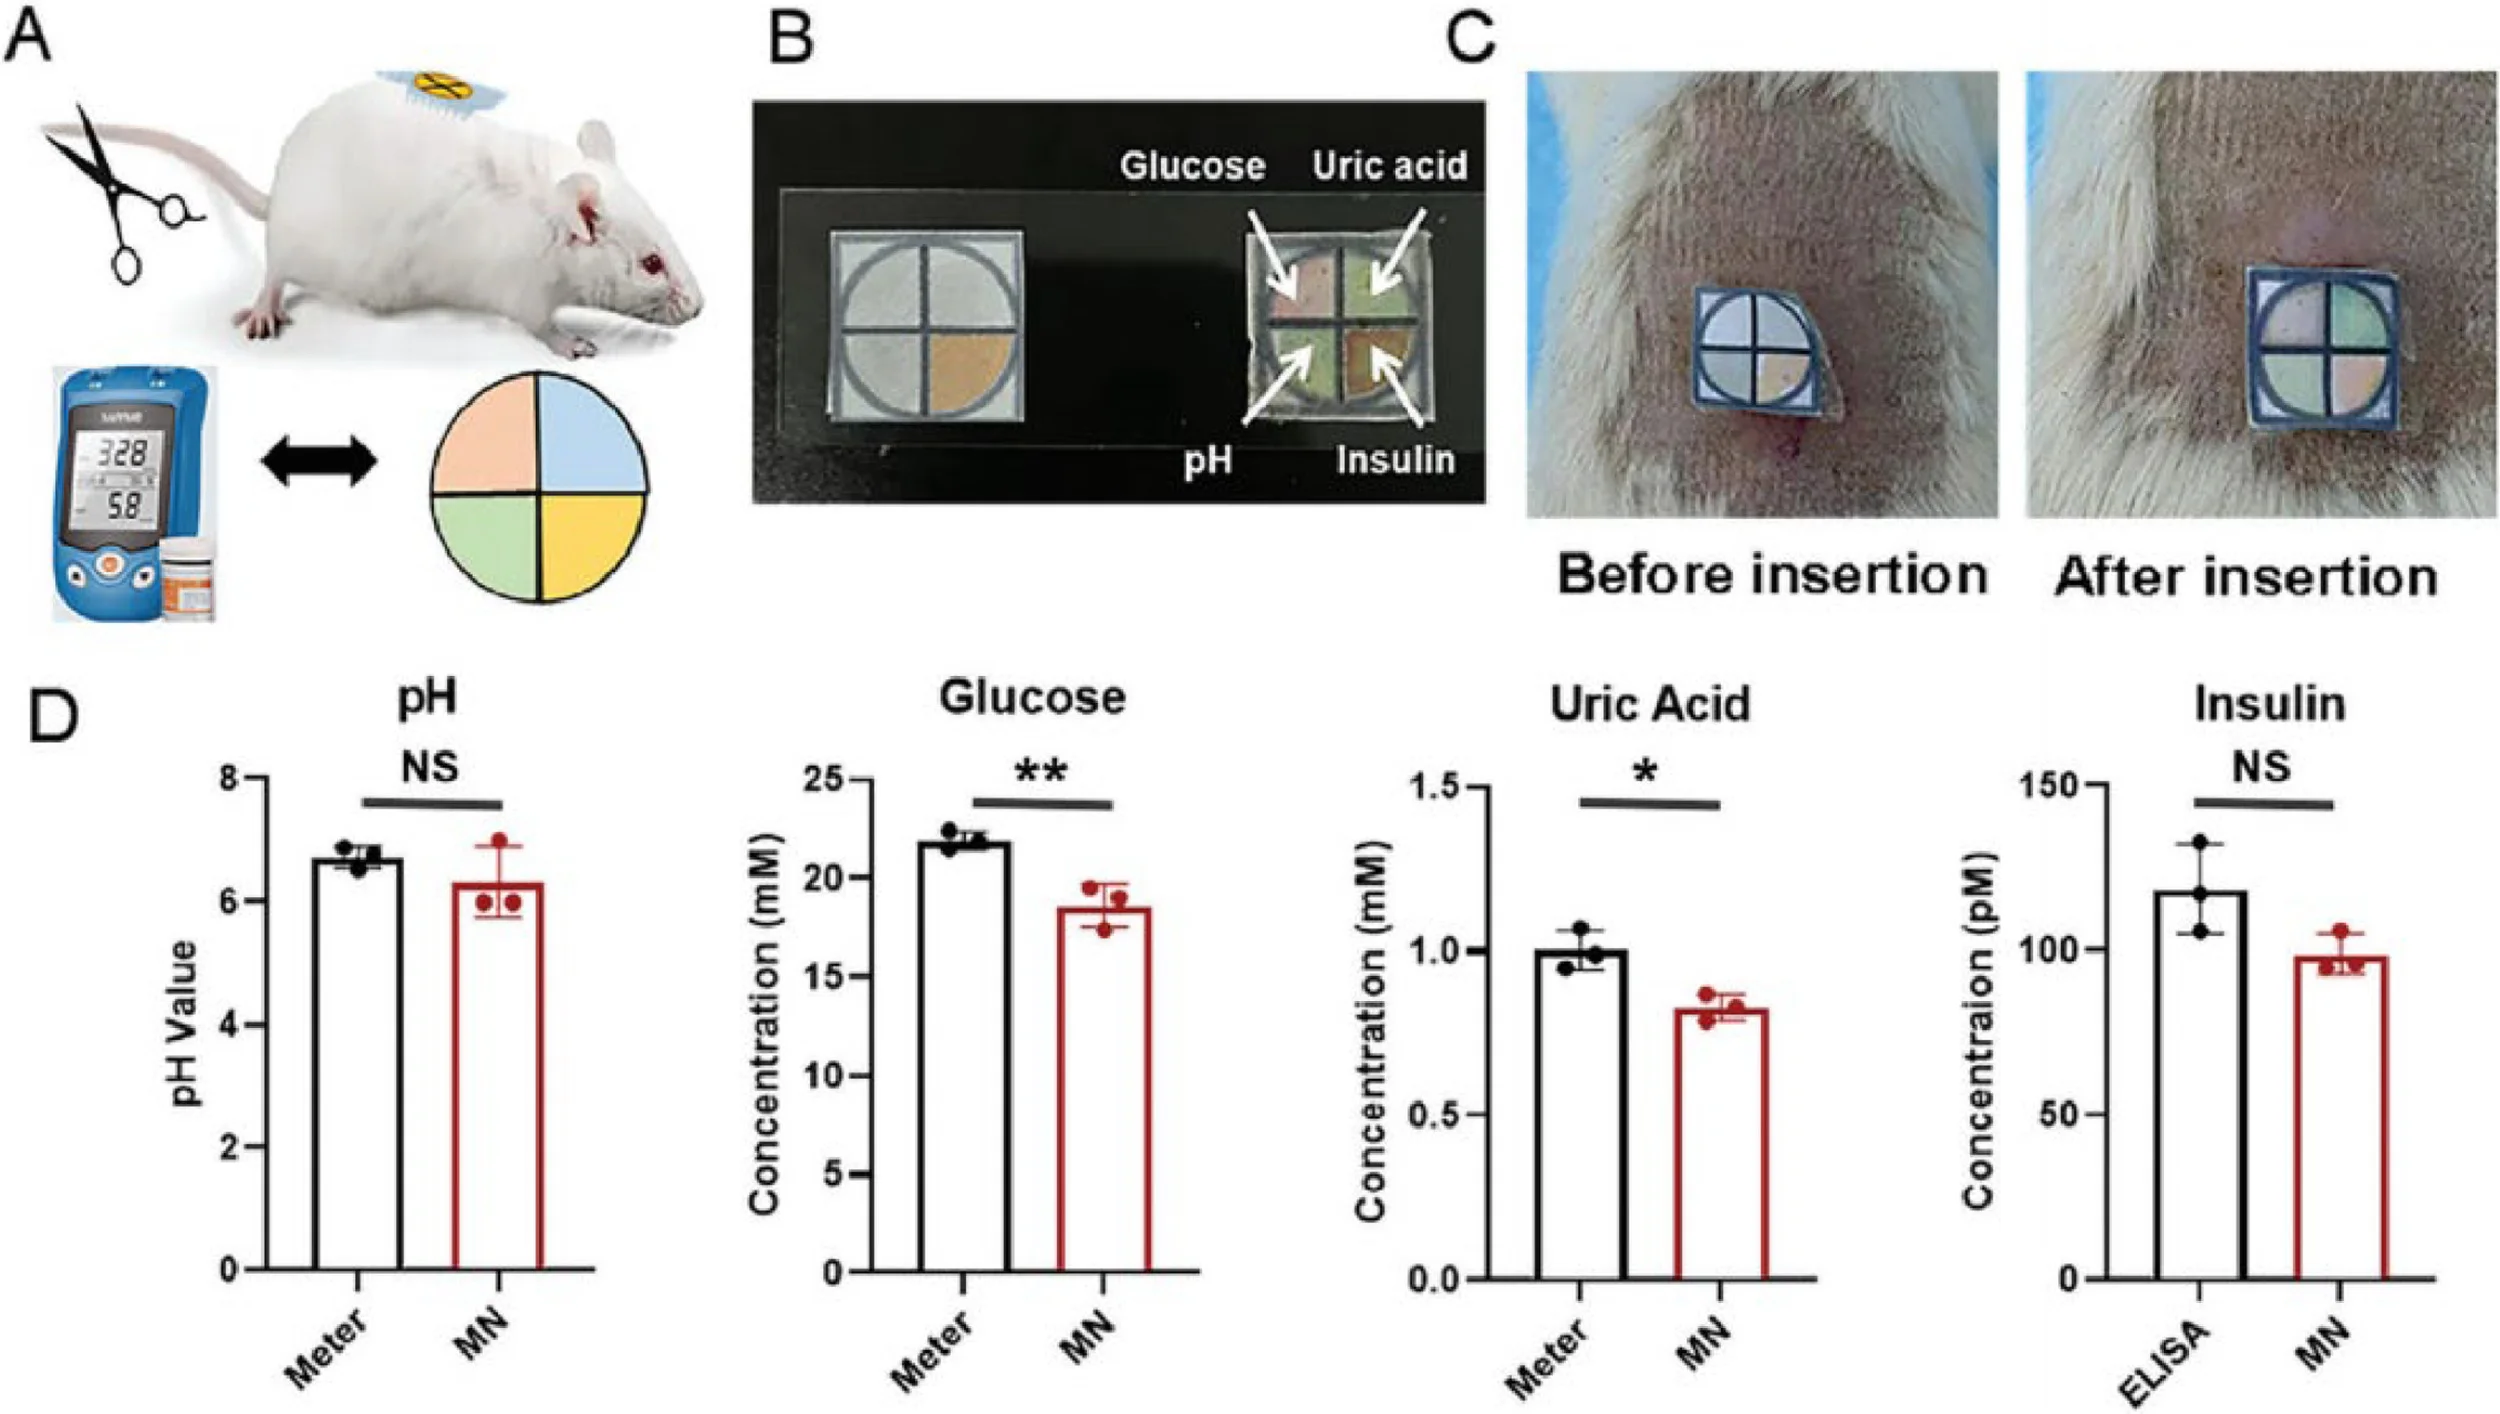 A
B
C
328
5.8
Glucose
Uric acid
pH
Insulin
Before insertion
After insertion
D
pH
NS
8
6
4
2
0
pH Value
Meter
MN
Glucose
**
25
20
15
10
5
0
Concentration (mM)
Meter
MN
Uric Acid
*
1.5
1.0
0.5
0.0
Concentration (mM)
Meter
MN
Insulin
NS
150
100
50
0
Concentraion (pM)
ELISA
MN